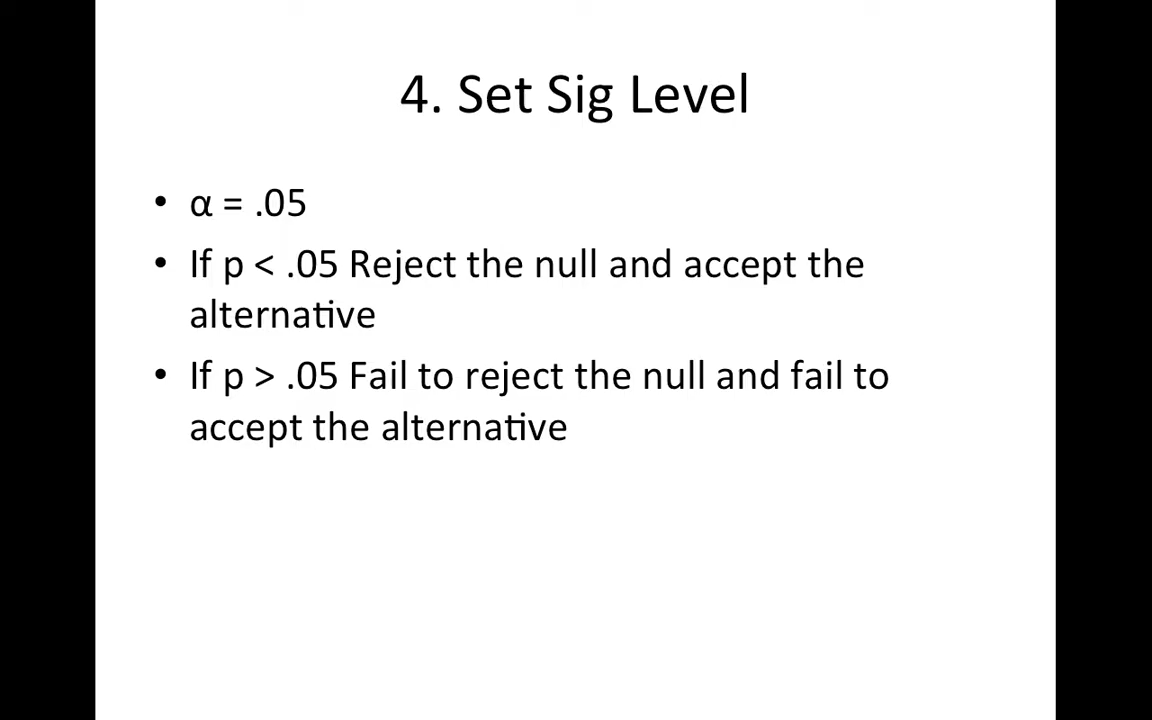 4. Set Sig Level
• α = .05
• If p < .05 Reject the null and accept the
alternative
• If p > .05 Fail to reject the null and fail to
accept the alternative